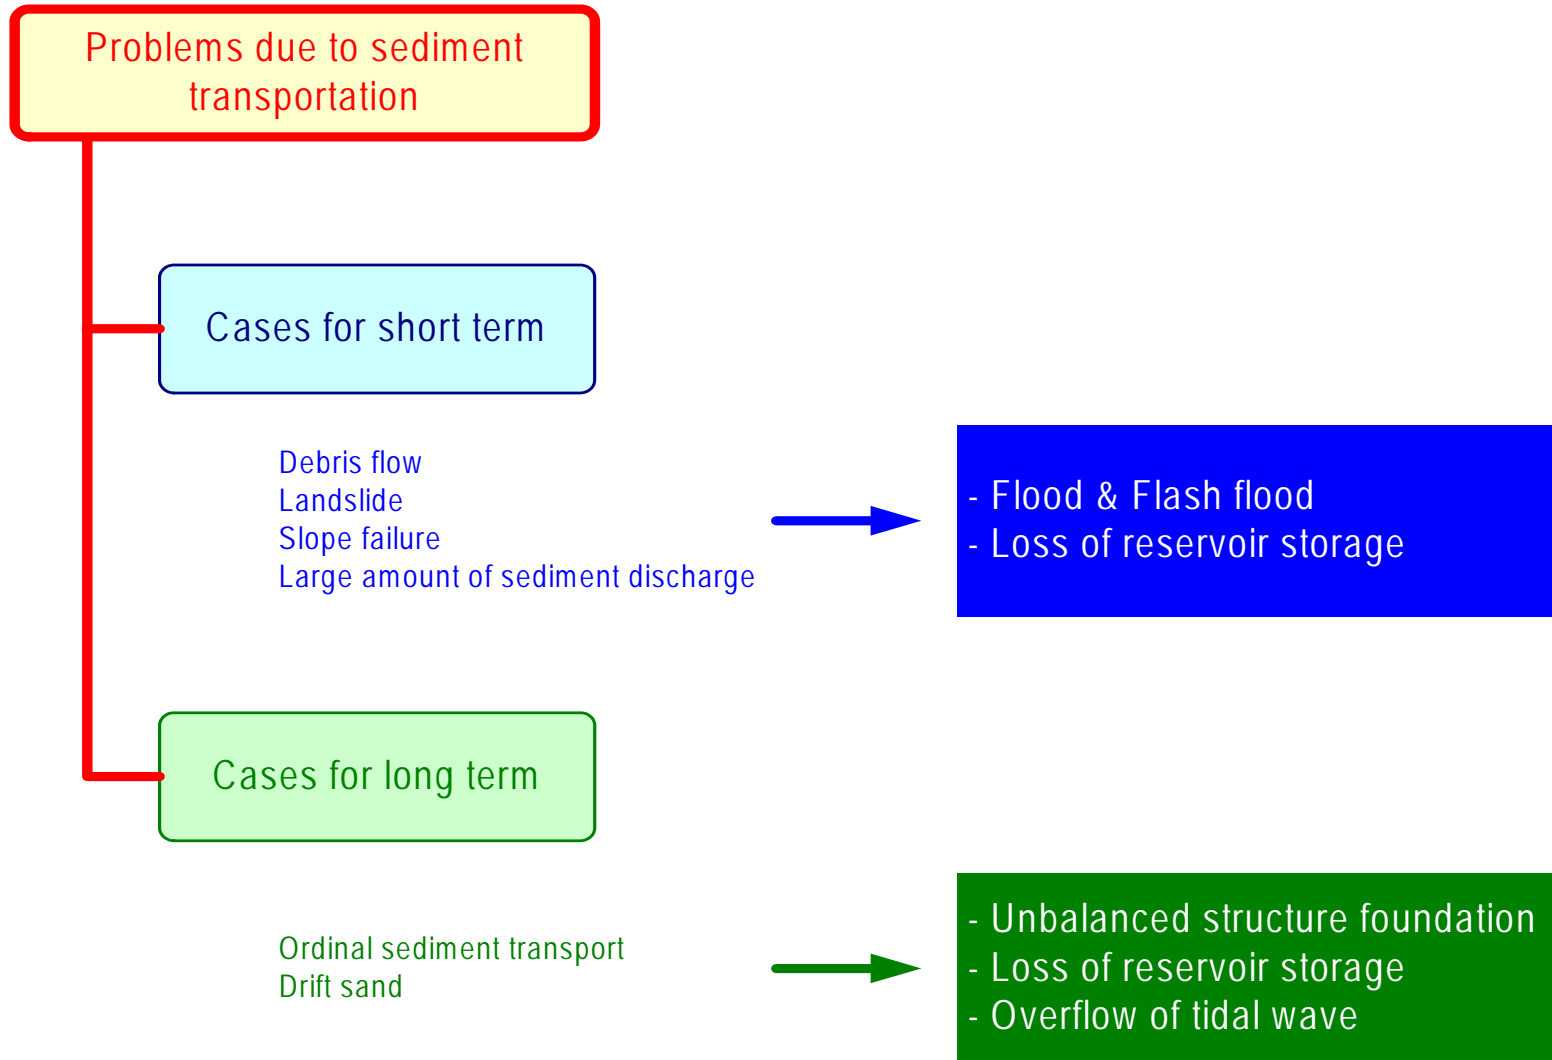 Problems due to sediment
transportation
Cases for short term
Debris flow
Landslide
Slope failure
Large amount of sediment discharge
- Flood & Flash flood
- Loss of reservoir storage
Cases for long term
Ordinal sediment transport
Drift sand
- Unbalanced structure foundation
- Loss of reservoir storage
- Overflow of tidal wave